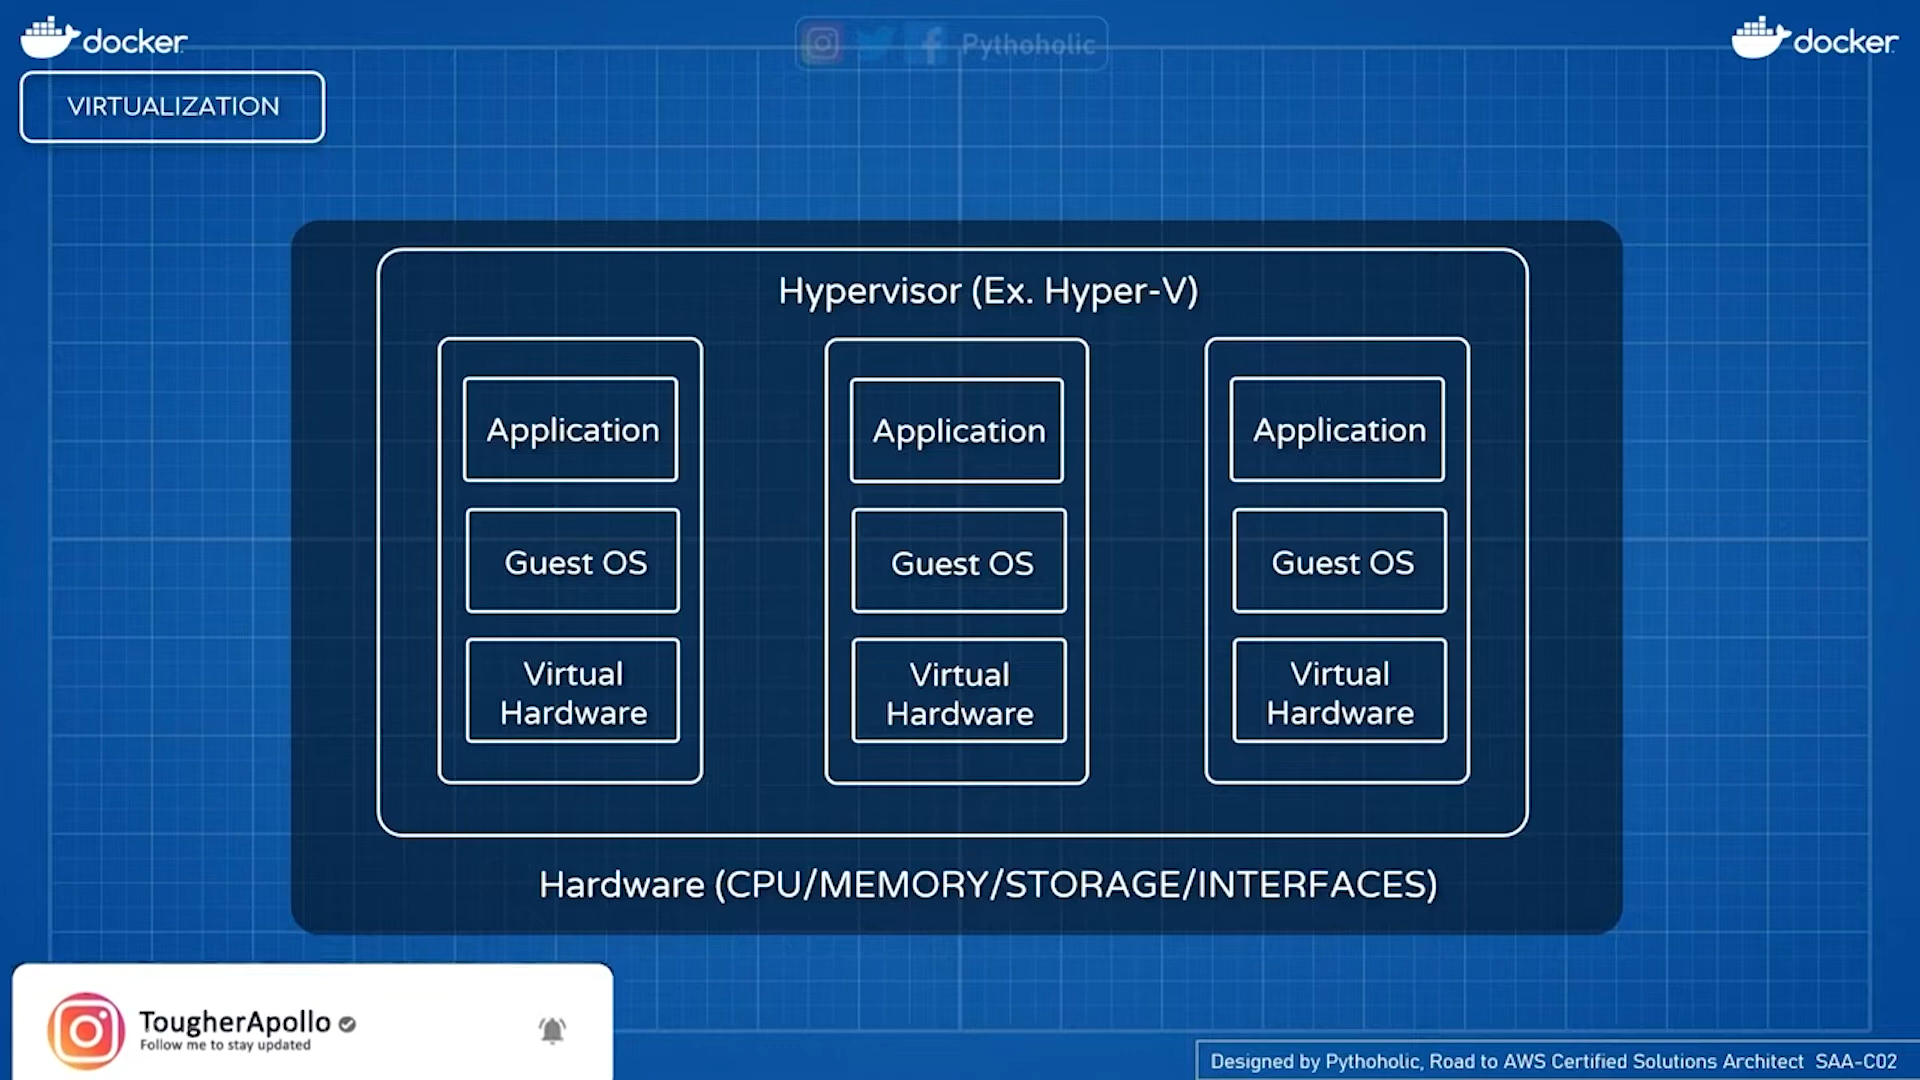 docker
Pythoholic
docker
VIRTUALIZATION
Hypervisor (Ex. Hyper-V)
Application
Application
Application
Guest OS
Guest OS
Guest OS
Virtual
Hardware
Virtual
Hardware
Virtual
Hardware
Hardware (CPU/MEMORY/STORAGE/INTERFACES)
TougherApollo
Follow me to stay updated
Designed by Pythoholic, Road to AWS Certified Solutions Architect SAA-C02